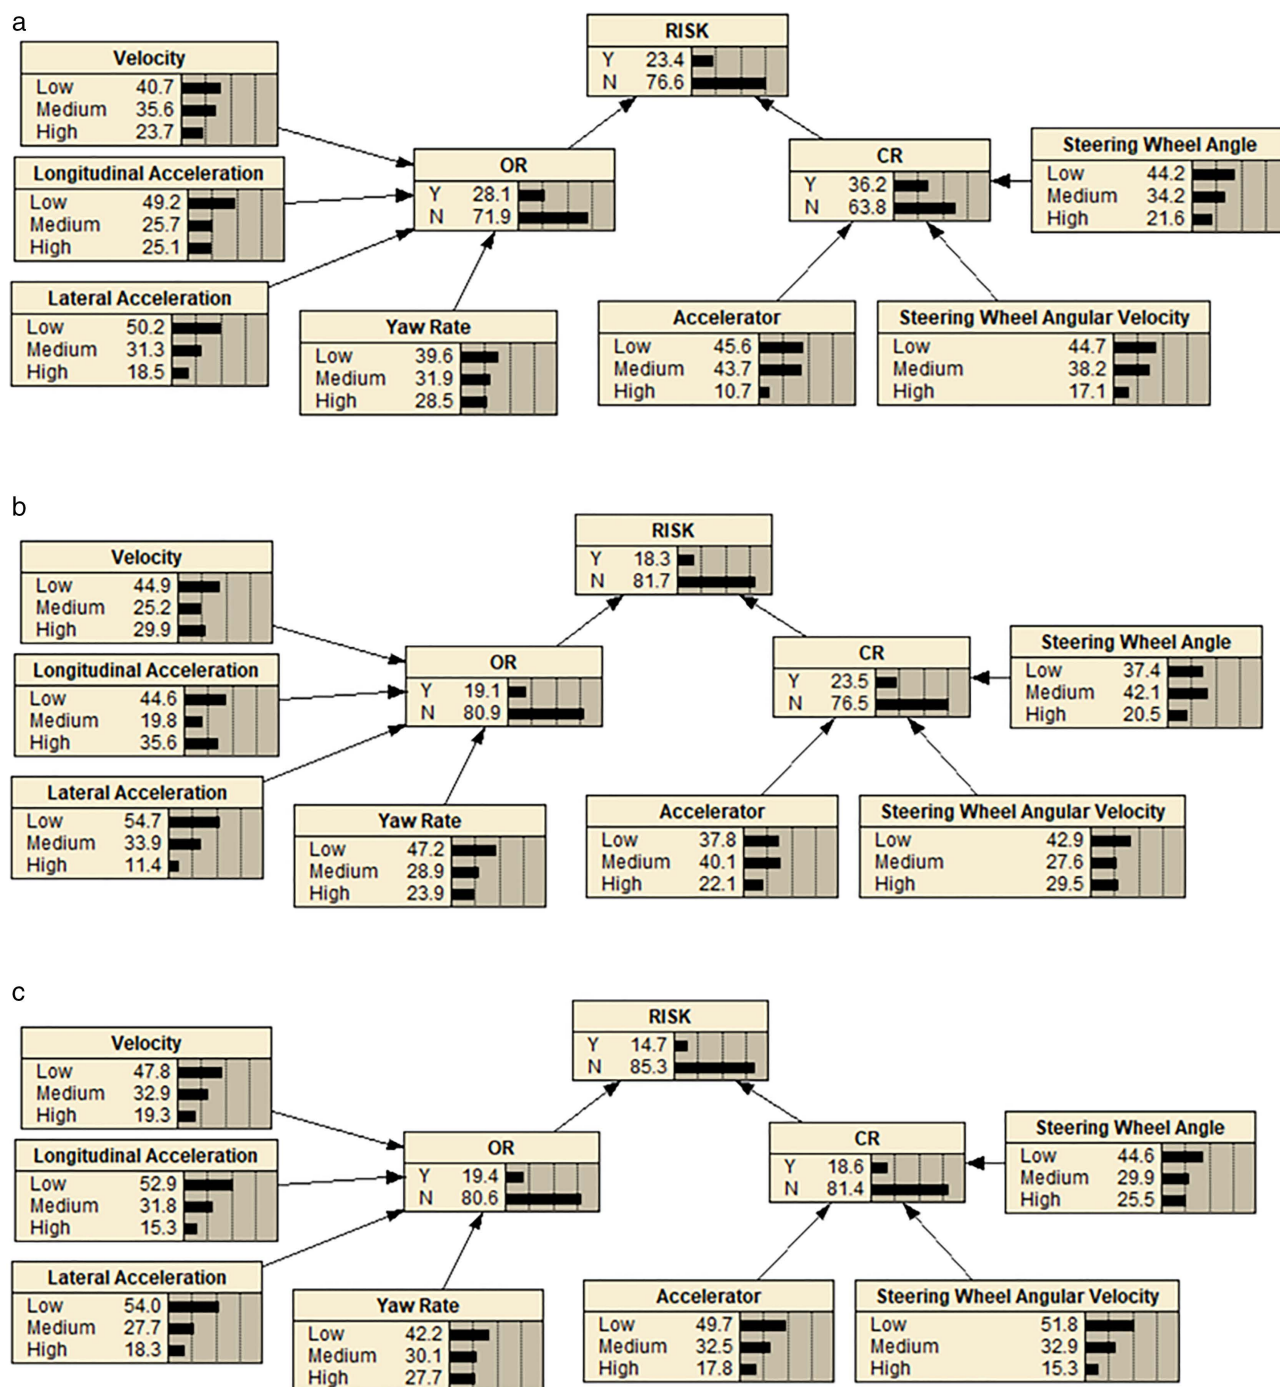 a
RISK
Y 23.4
N 76.6
Velocity
Low 40.7
Medium 35.6
High 23.7
Longitudinal Acceleration
Low 49.2
Medium 25.7
High 25.1
Lateral Acceleration
Low 50.2
Medium 31.3
High 18.5
OR
Y 28.1
N 71.9
Yaw Rate
Low 39.6
Medium 31.9
High 28.5
CR
Y 36.2
N 63.8
Steering Wheel Angle
Low 44.2
Medium 34.2
High 21.6
Accelerator
Low 45.6
Medium 43.7
High 10.7
Steering Wheel Angular Velocity
Low 44.7
Medium 38.2
High 17.1
b
RISK
Y 18.3
N 81.7
Velocity
Low 44.9
Medium 25.2
High 29.9
Longitudinal Acceleration
Low 44.6
Medium 19.8
High 35.6
Lateral Acceleration
Low 54.7
Medium 33.9
High 11.4
OR
Y 19.1
N 80.9
Yaw Rate
Low 47.2
Medium 28.9
High 23.9
CR
Y 23.5
N 76.5
Steering Wheel Angle
Low 37.4
Medium 42.1
High 20.5
Accelerator
Low 37.8
Medium 40.1
High 22.1
Steering Wheel Angular Velocity
Low 42.9
Medium 27.6
High 29.5
c
RISK
Y 14.7
N 85.3
Velocity
Low 47.8
Medium 32.9
High 19.3
Longitudinal Acceleration
Low 52.9
Medium 31.8
High 15.3
Lateral Acceleration
Low 54.0
Medium 27.7
High 18.3
OR
Y 19.4
N 80.6
Yaw Rate
Low 42.2
Medium 30.1
High 27.7
CR
Y 18.6
N 81.4
Steering Wheel Angle
Low 44.6
Medium 29.9
High 25.5
Accelerator
Low 49.7
Medium 32.5
High 17.8
Steering Wheel Angular Velocity
Low 51.8
Medium 32.9
High 15.3